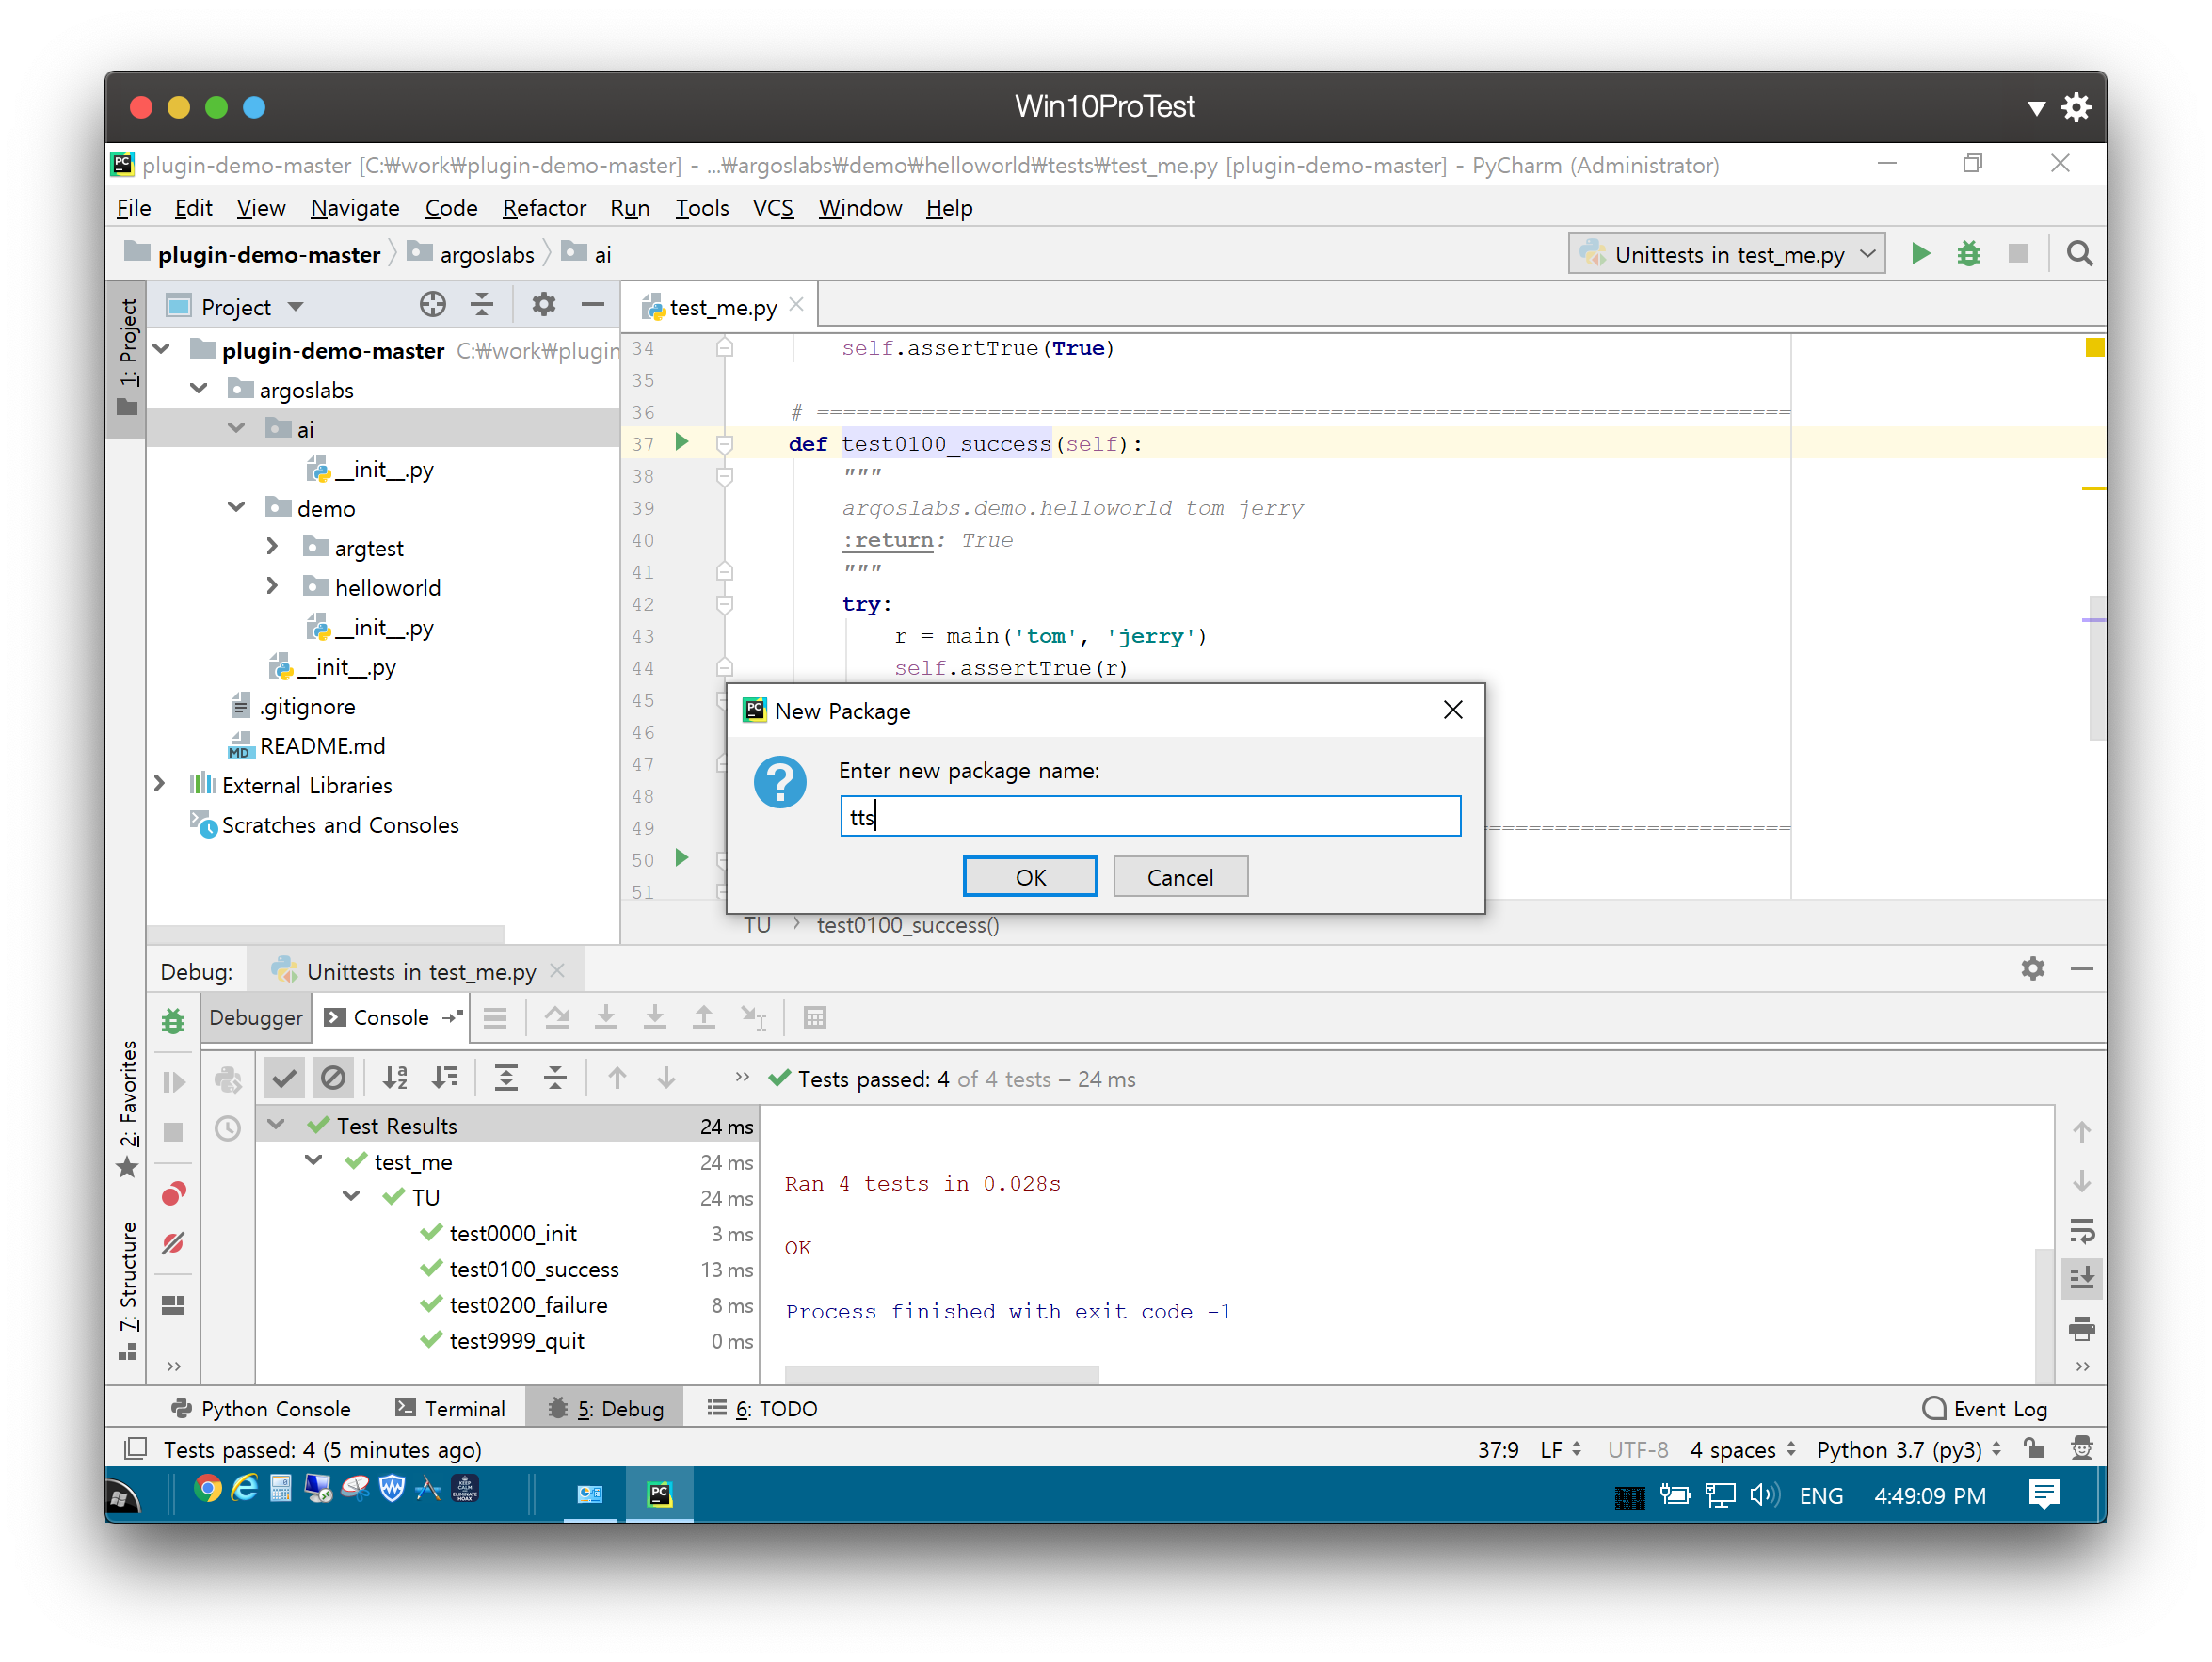 Win10ProTest
plugin-demo-master [C:₩work₩plugin-demo-master] - ...₩argoslabs₩demo₩helloworld₩tests₩test_me.py [plugin-demo-master] - PyCharm (Administrator)
File Edit View Navigate Code Refactor Run Tools VCS Window Help
plugin-demo-master argoslabs ai
Unittests in test_me.py
1: Project
Project
plugin-demo-master C:₩work₩plugin
argoslabs
ai
__init__.py
demo
argtest
helloworld
__init__.py
__init__.py
.gitignore
MD README.md
External Libraries
Scratches and Consoles
test_me.py
34 self.assertTrue(True)
35
36 # ==========================================================================
37 def test0100_success(self):
38 """
39 argoslabs.demo.helloworld tom jerry
40 :return: True
41 """
42 try:
43 r = main('tom', 'jerry')
44 self.assertTrue(r)
45
46
47
48
49 =======================
50
51
PC New Package
Enter new package name:
tts
OK Cancel
TU › test0100_success()
Debug: Unittests in test_me.py
Debugger Console
Tests passed: 4 of 4 tests – 24 ms
Test Results 24 ms
test_me 24 ms
TU 24 ms
test0000_init 3 ms
test0100_success 13 ms
test0200_failure 8 ms
test9999_quit 0 ms
Ran 4 tests in 0.028s
OK
Process finished with exit code -1
2: Favorites
7: Structure
Python Console Terminal 5: Debug 6: TODO Event Log
Tests passed: 4 (5 minutes ago) 37:9 LF UTF-8 4 spaces Python 3.7 (py3)
ENG 4:49:09 PM